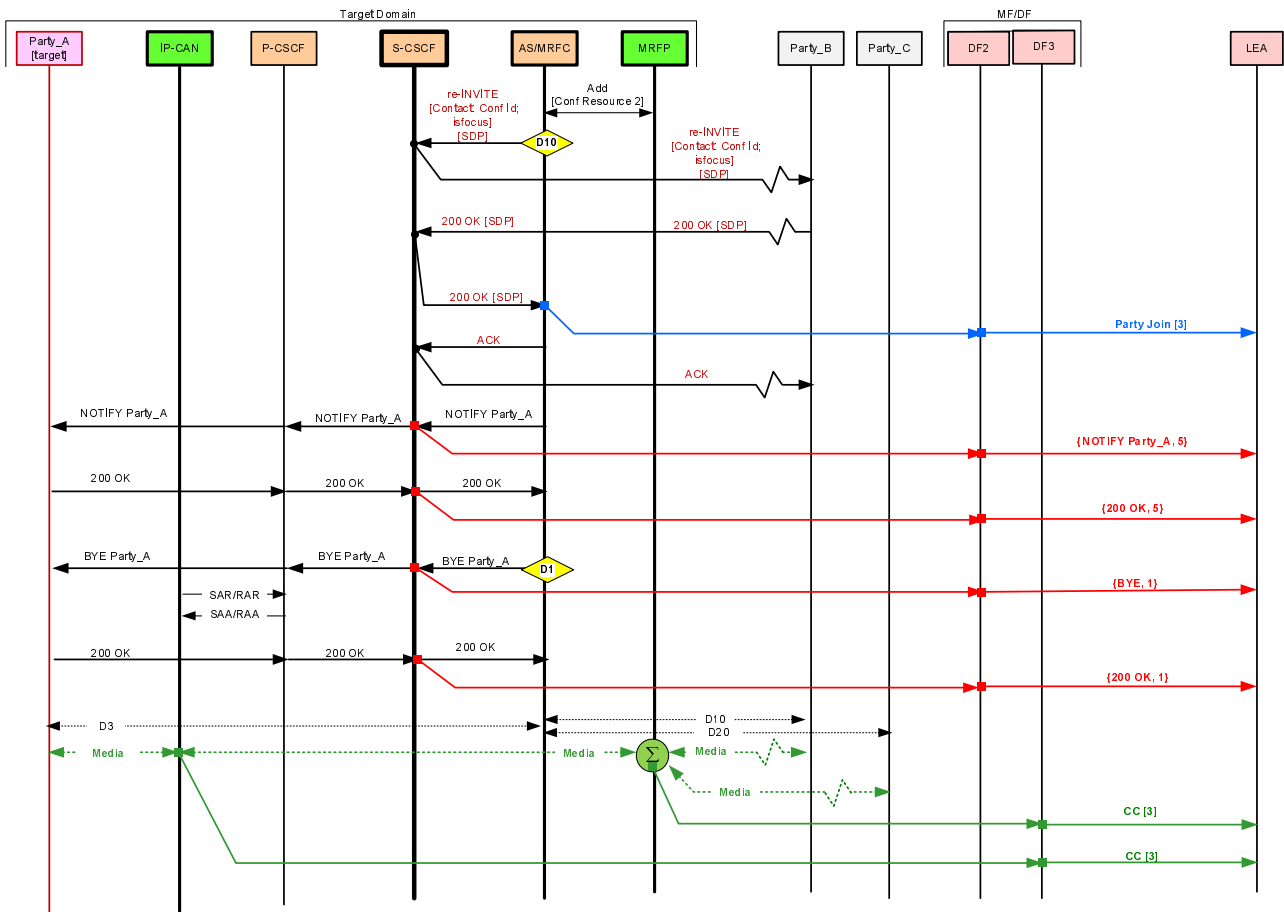 Target Domain
MF/DF
Party_A
[target]
IP-CAN
P-CSCF
S-CSCF
AS/MRFC
MRFP
Party_B
Party_C
DF2
DF3
LEA
re-INVITE
[Contact: Conf Id;
isfocus]
[SDP]
Add
[Conf Resource 2]
D10
re-INVITE
[Contact: Conf Id;
isfocus]
[SDP]
200 OK [SDP]
200 OK [SDP]
200 OK [SDP]
Party Join [3]
ACK
ACK
NOTIFY Party_A
NOTIFY Party_A
NOTIFY Party_A
{NOTIFY Party_A, 5}
200 OK
200 OK
200 OK
{200 OK, 5}
BYE Party_A
BYE Party_A
BYE Party_A
D1
{BYE, 1}
SAR/RAR
SAA/RAA
200 OK
200 OK
200 OK
{200 OK, 1}
D3
D10
D20
Media
Media
Σ
Media
Media
CC [3]
CC [3]